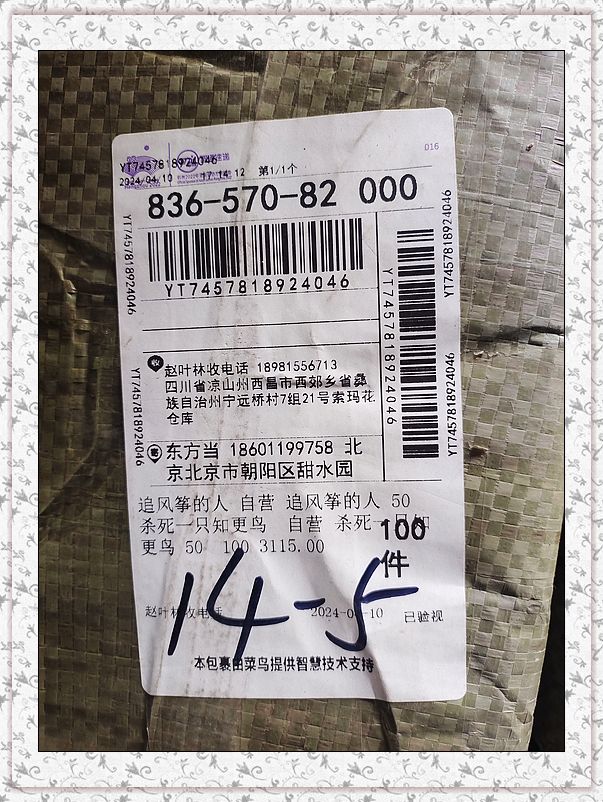 016
YT7457818924046
2024/04/10 17:14:12 第1/1个
836-570-82 000
YT7457818924046
YT7457818924046
YT7457818924046
YT7457818924046
YT7457818924046
YT7457818924046
YT7457818924046
收
赵叶林收电话 18981556713
四川省凉山州西昌市西郊乡省彝
族自治州宁远桥村7组21号索玛花
仓库
寄
东方当 18601199758 北
京北京市朝阳区甜水园
追风筝的人 自营 追风筝的人 50
杀死一只知更鸟 自营 杀死一只知
更鸟 50 100 3115.00
100
件
14-5
赵叶林收电话 2024-04-10 已验视
本包裹由菜鸟提供智慧技术支持